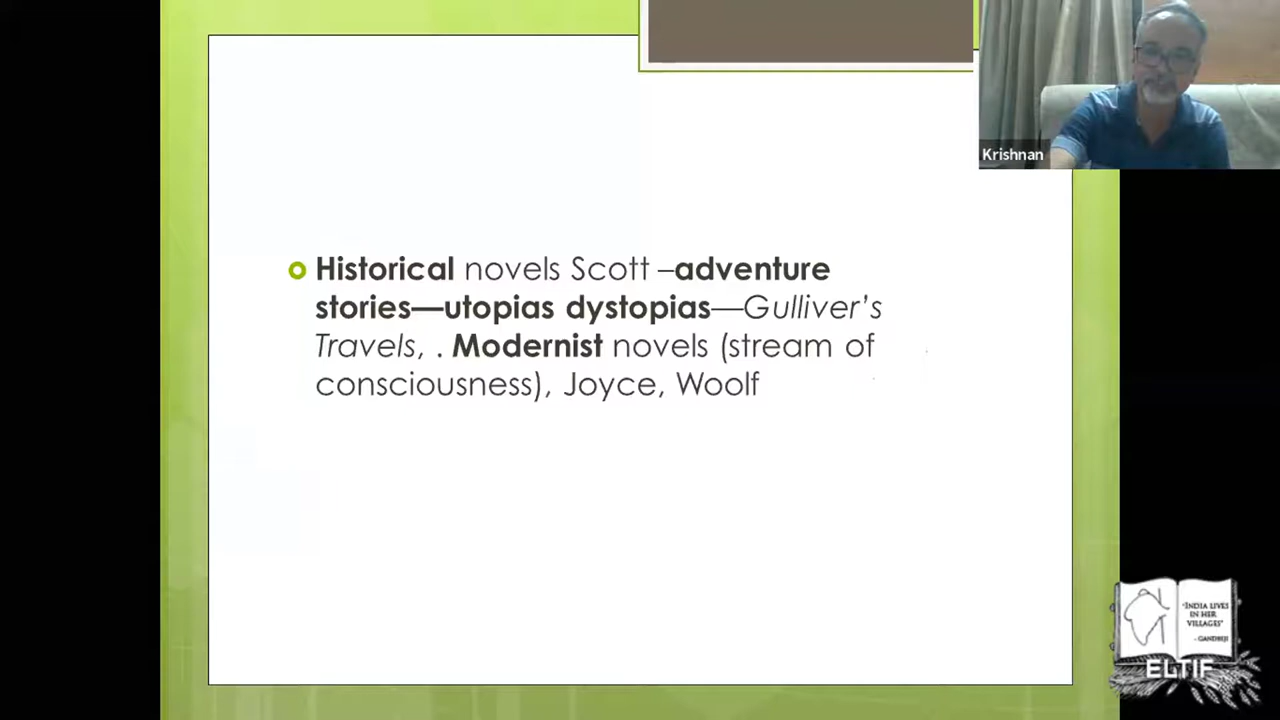 Krishnan
Historical novels Scott –adventure
stories—utopias dystopias—Gulliver's
Travels, . Modernist novels (stream of
consciousness), Joyce, Woolf
"INDIA LIVES
IN HER
VILLAGES"
- GANDHIJI
ELTIF